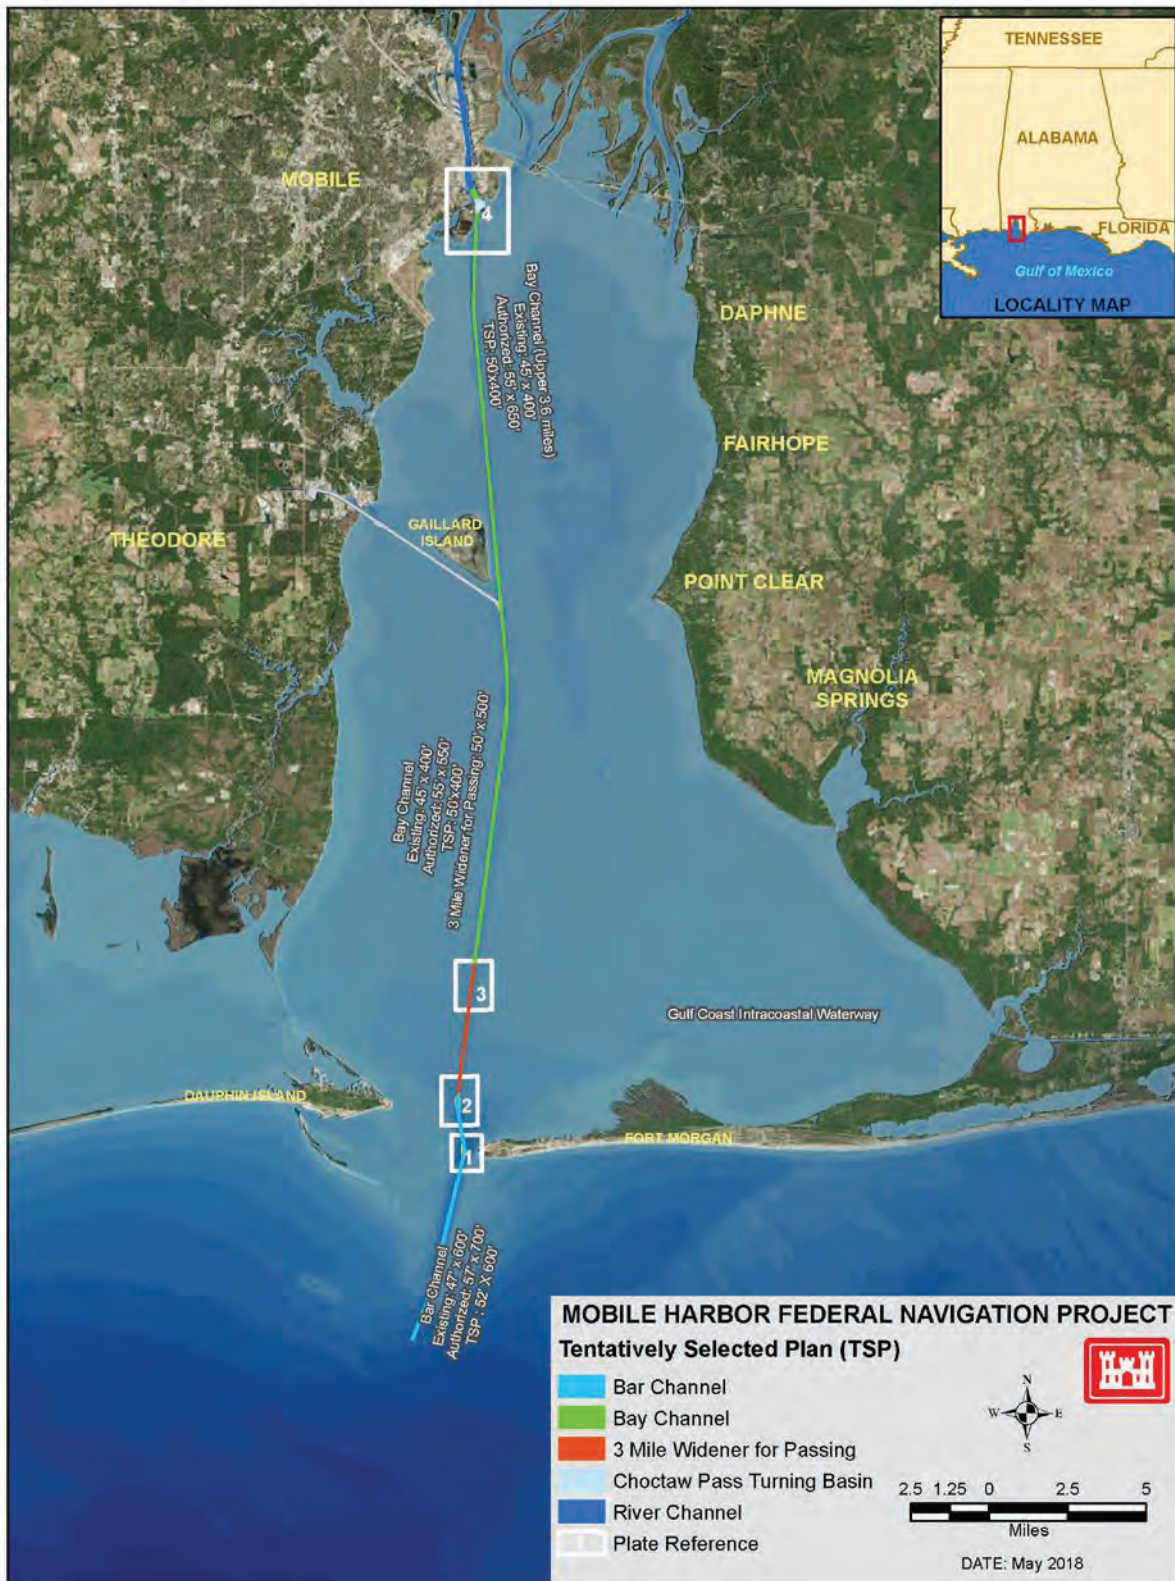 TENNESSEE
ALABAMA
FLORIDA
Gulf of Mexico
LOCALITY MAP
MOBILE
4
DAPHNE
Bay Channel (Upper 3.6 miles)
Existing: 45' x 400'
Authorized: 55' x 650'
TSP: 50'x400'
FAIRHOPE
GAILLARD
ISLAND
THEODORE
POINT CLEAR
MAGNOLIA
SPRINGS
Bay Channel
Existing: 45' x 400'
Authorized: 55' x 550'
TSP: 50'x400'
3 Mile Widener for Passing: 50' x 500'
3
Gulf Coast Intracoastal Waterway
DAUPHIN ISLAND
2
FORT MORGAN
1
Bar Channel
Existing: 47' x 600'
Authorized: 57' x 700'
TSP : 52' X 600'
MOBILE HARBOR FEDERAL NAVIGATION PROJECT
Tentatively Selected Plan (TSP)
Bar Channel
Bay Channel
3 Mile Widener for Passing
Choctaw Pass Turning Basin
River Channel
1 Plate Reference
N
W E
S
2.5 1.25 0 2.5 5
Miles
DATE: May 2018